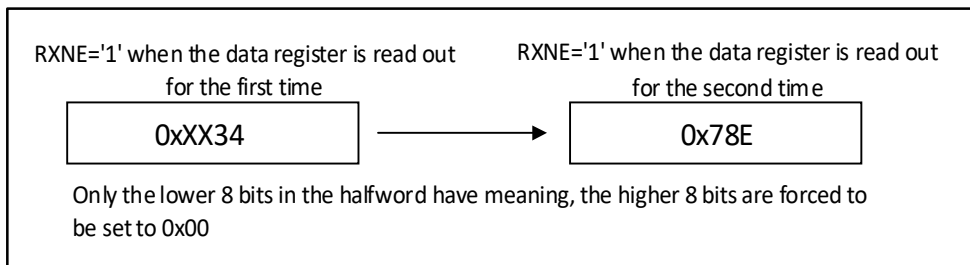 RXNE='1' when the data register is read out
for the first time
RXNE='1' when the data register is read out
for the second time
0xXX34
0x78E
Only the lower 8 bits in the halfword have meaning, the higher 8 bits are forced to
be set to 0x00